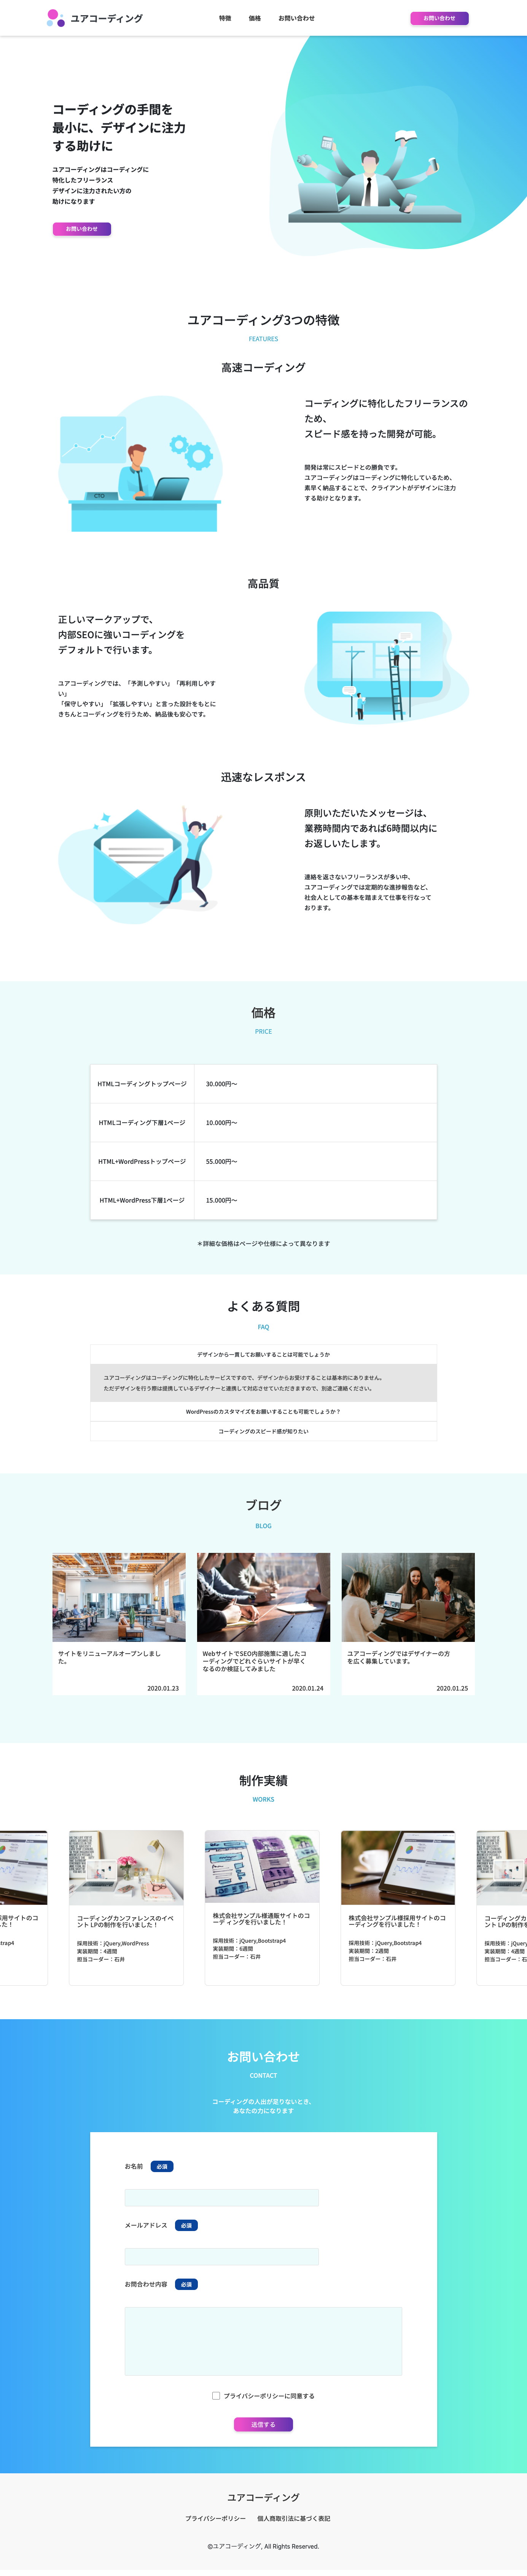 ユアコーディング
特徴
価格
お問い合わせ
お問い合わせ
コーディングの手間を
最小に、デザインに注力
する助けに
ユアコーディングはコーディングに
特化したフリーランス
デザインに注力されたい方の
助けになります
お問い合わせ
ユアコーディング3つの特徴
FEATURES
高速コーディング
CTO
コーディングに特化したフリーランスの
ため、
スピード感を持った開発が可能。
開発は常にスピードとの勝負です。
ユアコーディングはコーディングに特化しているため、
素早く納品することで、クライアントがデザインに注力
する助けとなります。
高品質
正しいマークアップで、
内部SEOに強いコーディングを
デフォルトで行います。
ユアコーディングでは、「予測しやすい」「再利用しやす
い」
「保守しやすい」「拡張しやすい」と言った設計をもとに
きちんとコーディングを行うため、納品後も安心です。
迅速なレスポンス
原則いただいたメッセージは、
業務時間内であれば6時間以内に
お返しいたします。
連絡を返さないフリーランスが多い中、
ユアコーディングでは定期的な進捗報告など、
社会人としての基本を踏まえて仕事を行なって
おります。
価格
PRICE
HTMLコーディングトップページ
30.000円〜
HTMLコーディング下層1ページ
10.000円〜
HTML+WordPressトップページ
55.000円〜
HTML+WordPress下層1ページ
15.000円〜
＊詳細な価格はページや仕様によって異なります
よくある質問
FAQ
デザインから一貫してお願いすることは可能でしょうか
ユアコーディングはコーディングに特化したサービスですので、デザインからお受けすることは基本的にありません。
ただデザインを行う際は提携しているデザイナーと連携して対応させていただきますので、別途ご連絡ください。
WordPressのカスタマイズをお願いすることも可能でしょうか？
コーディングのスピード感が知りたい
ブログ
BLOG
サイトをリニューアルオープンしまし
た。
2020.01.23
WebサイトでSEO内部施策に適したコ
ーディングでどれぐらいサイトが早く
なるのか検証してみました
2020.01.24
ユアコーディングではデザイナーの方
を広く募集しています。
2020.01.25
制作実績
WORKS
用サイトのコ
た！
trap4
コーディングカンファレンスのイベ
ント LPの制作を行いました！
採用技術：jQuery,WordPress
実装期間：4週間
担当コーダー：石井
株式会社サンプル様通販サイトのコ
ーディングを行いました！
採用技術：jQuery,Bootstrap4
実装期間：6週間
担当コーダー：石井
株式会社サンプル様採用サイトのコ
ーディングを行いました！
採用技術：jQuery,Bootstrap4
実装期間：2週間
担当コーダー：石井
コーディングカ
ント LPの制作を
採用技術：jQuery
実装期間：4週間
担当コーダー：石
お問い合わせ
CONTACT
コーディングの人出が足りないとき、
あなたの力になります
お名前
必須
メールアドレス
必須
お問合わせ内容
必須
プライバシーポリシーに同意する
送信する
ユアコーディング
プライバシーポリシー
個人商取引法に基づく表記
©ユアコーディング, All Rights Reserved.